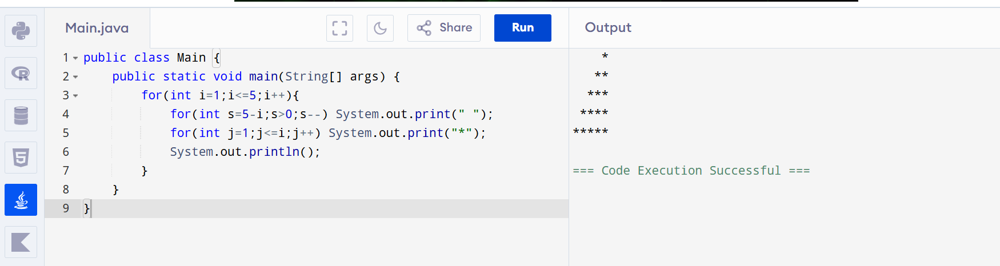 Main.java
Share
Run
Output
1 public class Main {
2     public static void main(String[] args) {
3         for(int i=1;i<=5;i++){
4             for(int s=5-i;s>0;s--) System.out.print(" ");
5             for(int j=1;j<=i;j++) System.out.print("*");
6             System.out.println();
7         }
8     }
9 }
    *
   **
  ***
 ****
*****
=== Code Execution Successful ===
R
5